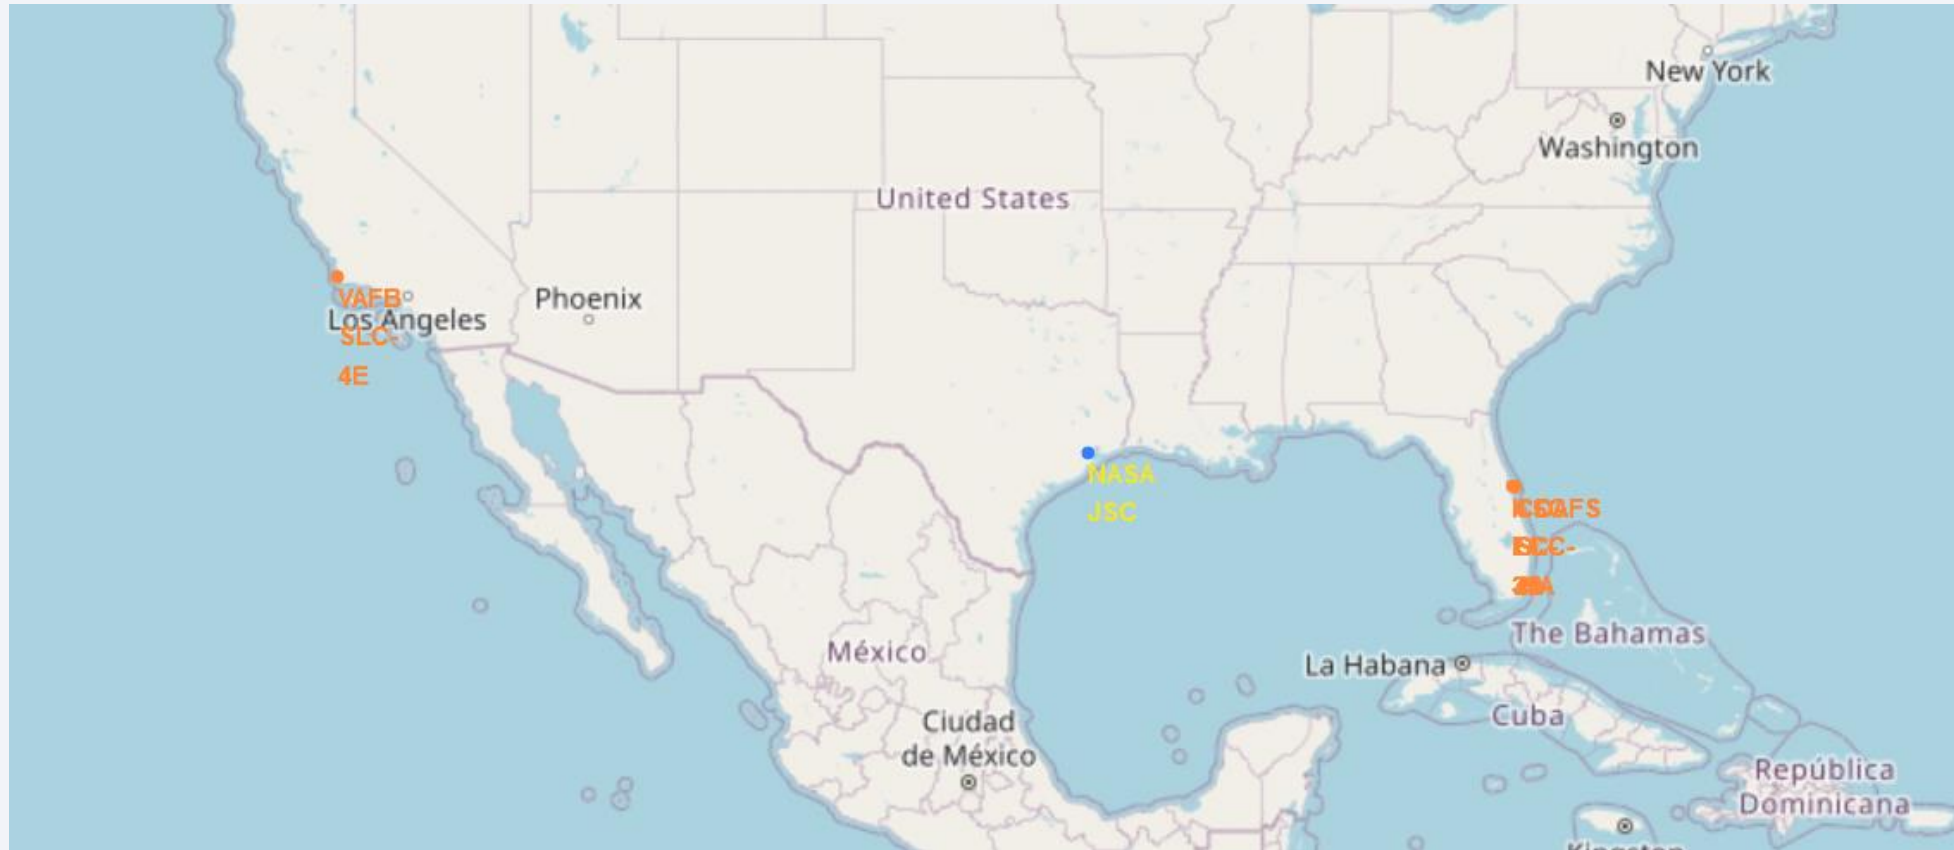 New York
Washington
United States
VAFB
SLC-
4E
Los Angeles
Phoenix
NASA
JSC
The Bahamas
La Habana
Cuba
México
Ciudad
de México
República
Dominicana